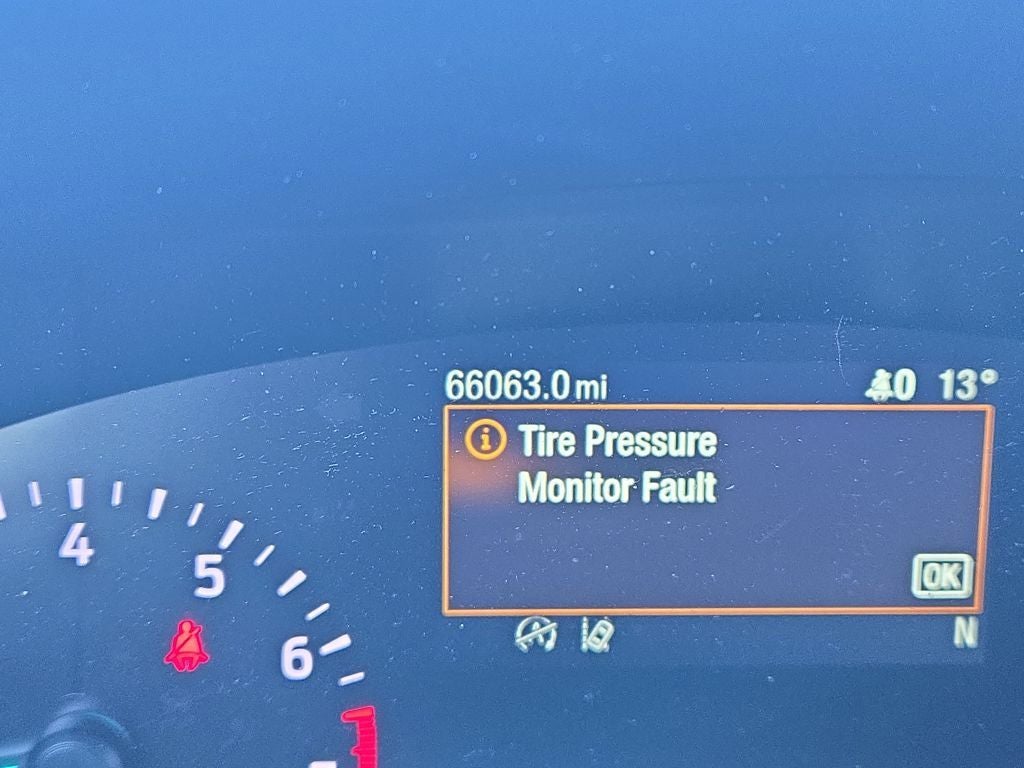 66063.0 mi
0 13°
i Tire Pressure
Monitor Fault
OK
N
4
5
6